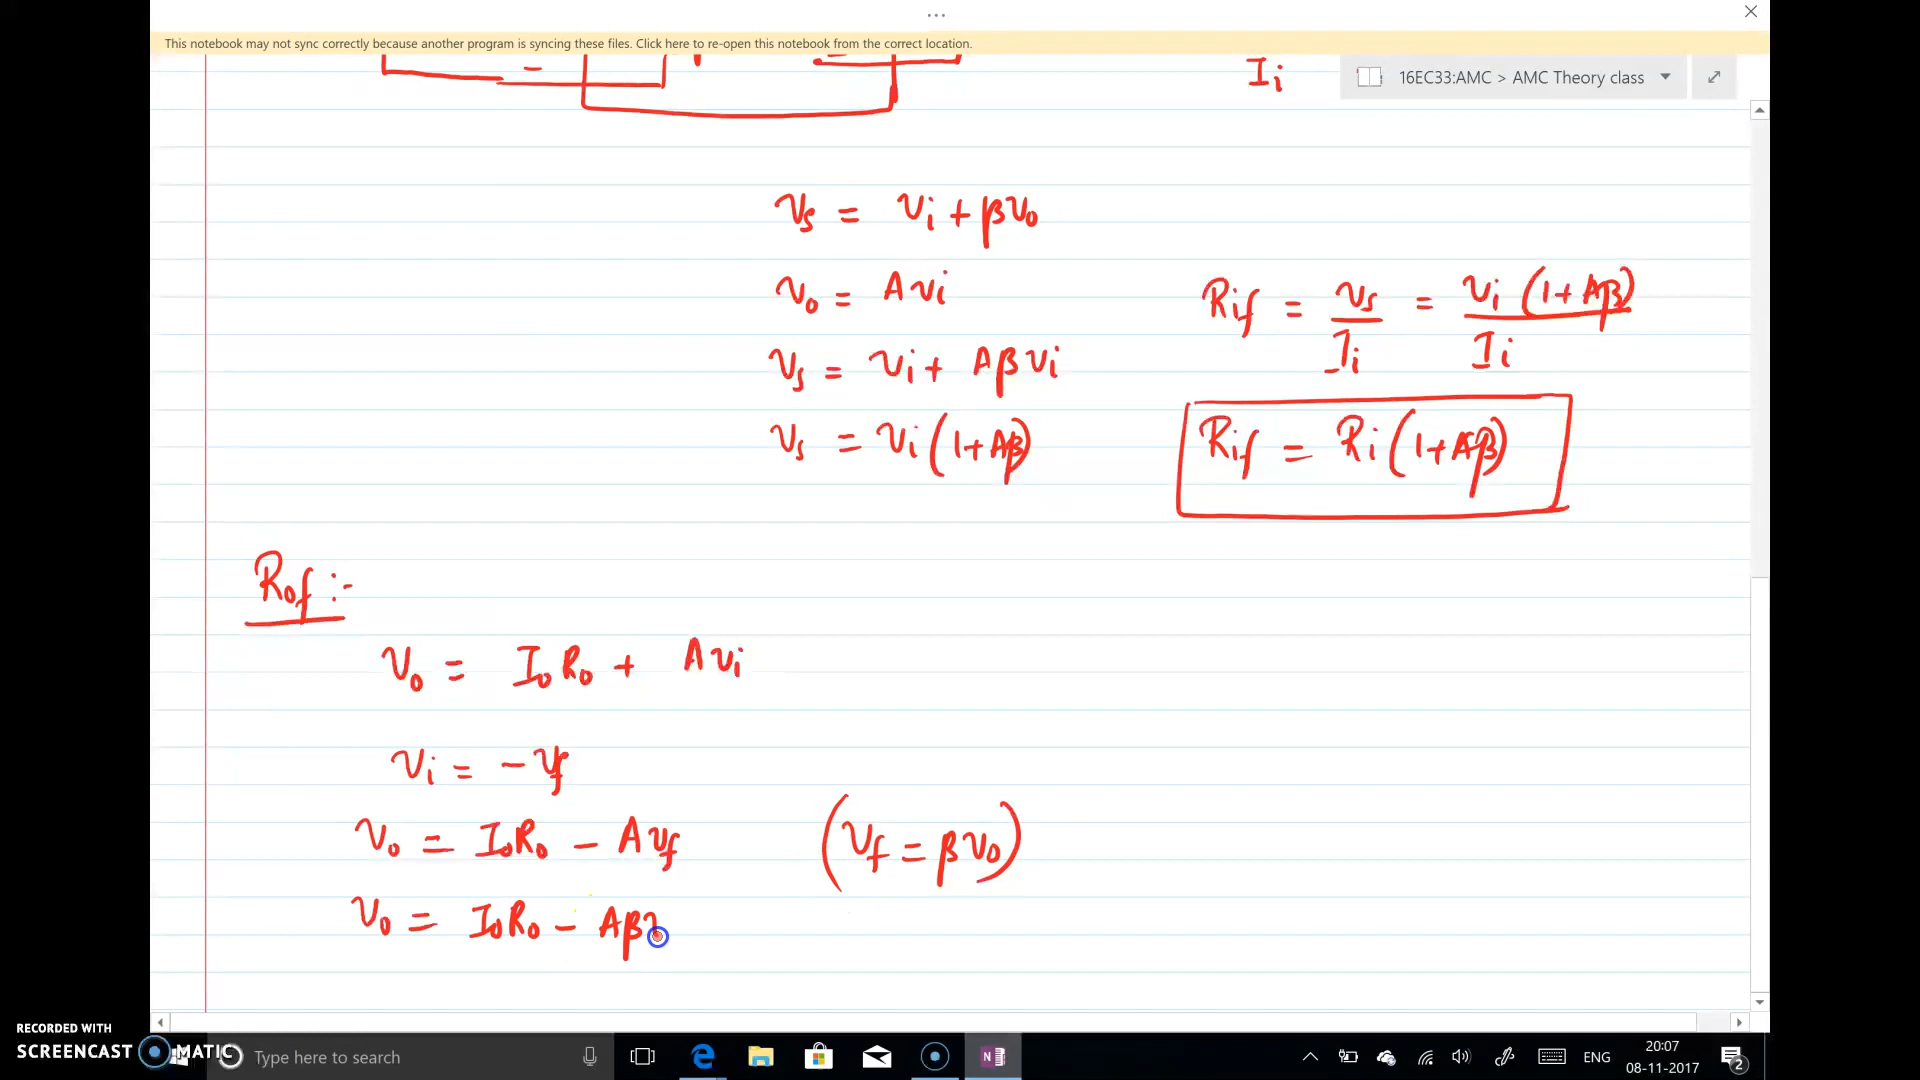 This notebook may not sync correctly because another program is syncing these files. Click here to re-open this notebook from the correct location.
Ii
16EC33:AMC > AMC Theory class
Vs = Vi + βVo
Vo = AVi
Vs = Vi + AβVi
Vs = Vi (1+Aβ)
Rif = Vs/Ii = Vi (1+Aβ)/Ii
Rif = Ri (1+Aβ)
Rof :-
Vo = IoRo + AVi
Vi = -Vf
Vo = IoRo - AVf (Vf = βVo)
Vo = IoRo - Aβ
RECORDED WITH
SCREENCAST MATIC
Type here to search
N
ENG
20:07
08-11-2017
2